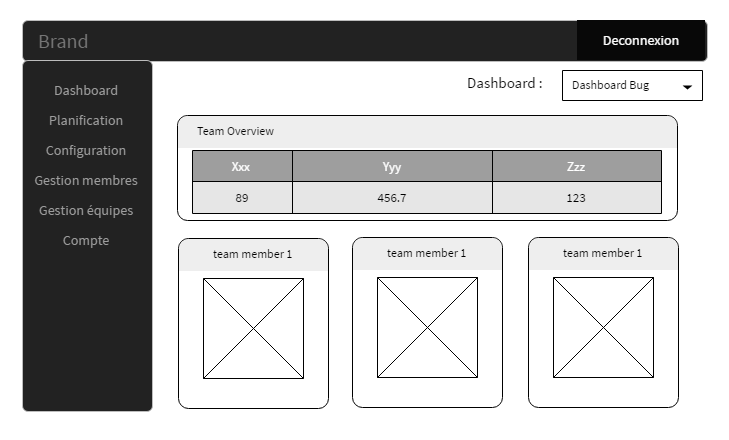 Brand
Deconnexion
Dashboard
Planification
Configuration
Gestion membres
Gestion équipes
Compte
Dashboard :
Dashboard Bug
Team Overview
Xxx Yyy Zzz
89 456.7 123
team member 1
team member 1
team member 1